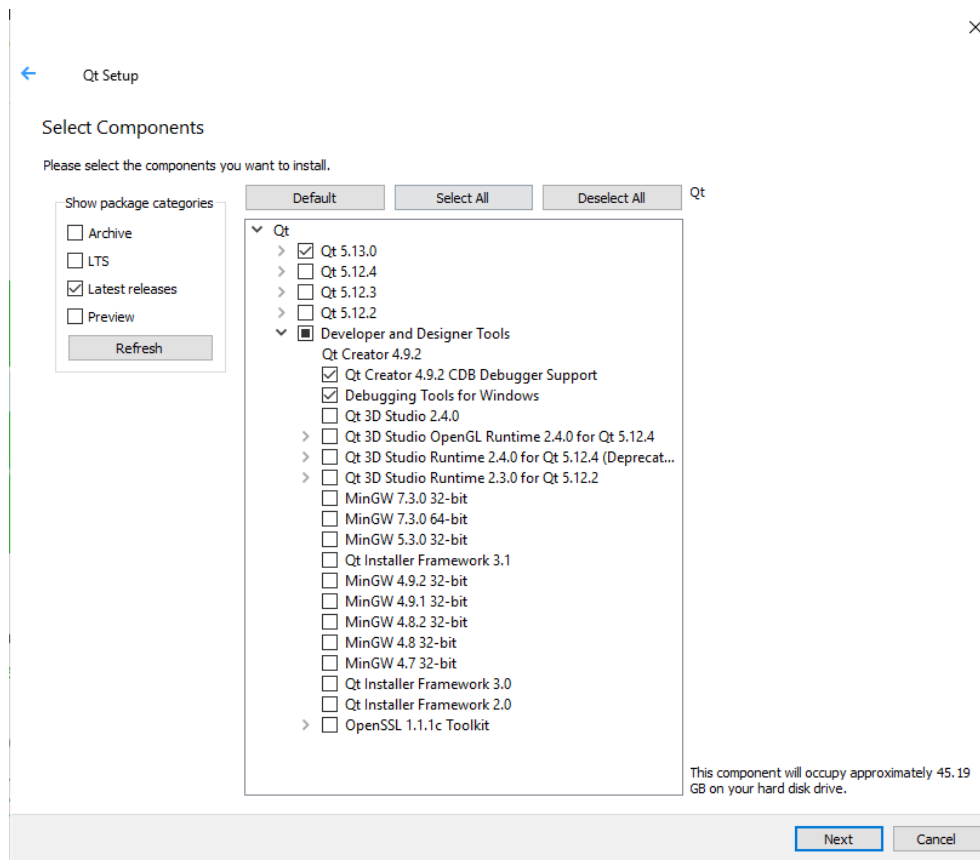 Qt Setup
Select Components
Please select the components you want to install.
Show package categories
Archive
LTS
Latest releases
Preview
Refresh
Default
Select All
Deselect All
Qt
Qt
Qt 5.13.0
Qt 5.12.4
Qt 5.12.3
Qt 5.12.2
Developer and Designer Tools
Qt Creator 4.9.2
Qt Creator 4.9.2 CDB Debugger Support
Debugging Tools for Windows
Qt 3D Studio 2.4.0
Qt 3D Studio OpenGL Runtime 2.4.0 for Qt 5.12.4
Qt 3D Studio Runtime 2.4.0 for Qt 5.12.4 (Deprecat...
Qt 3D Studio Runtime 2.3.0 for Qt 5.12.2
MinGW 7.3.0 32-bit
MinGW 7.3.0 64-bit
MinGW 5.3.0 32-bit
Qt Installer Framework 3.1
MinGW 4.9.2 32-bit
MinGW 4.9.1 32-bit
MinGW 4.8.2 32-bit
MinGW 4.8 32-bit
MinGW 4.7 32-bit
Qt Installer Framework 3.0
Qt Installer Framework 2.0
OpenSSL 1.1.1c Toolkit
This component will occupy approximately 45.19
GB on your hard disk drive.
Next
Cancel